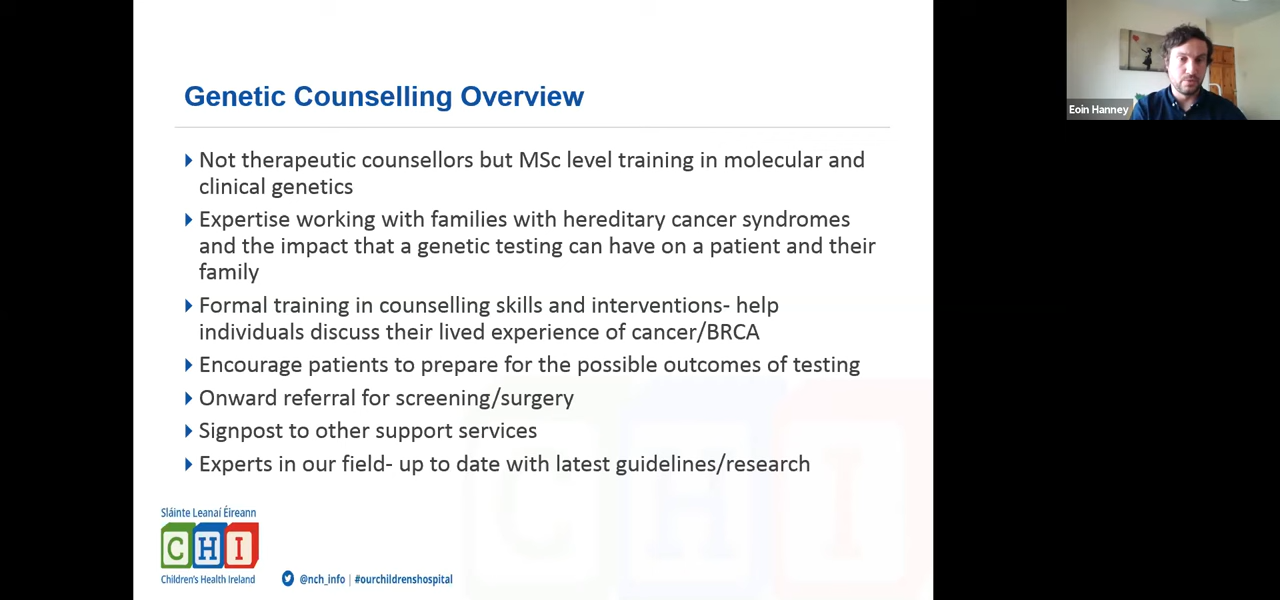 Genetic Counselling Overview
Not therapeutic counsellors but MSc level training in molecular and
clinical genetics
Expertise working with families with hereditary cancer syndromes
and the impact that a genetic testing can have on a patient and their
family
Formal training in counselling skills and interventions- help
individuals discuss their lived experience of cancer/BRCA
Encourage patients to prepare for the possible outcomes of testing
Onward referral for screening/surgery
Signpost to other support services
Experts in our field- up to date with latest guidelines/research
Sláinte Leanaí Éireann
CHI
Children's Health Ireland
@nch_info | #ourchildrenshospital
CHI
Eoin Hanney